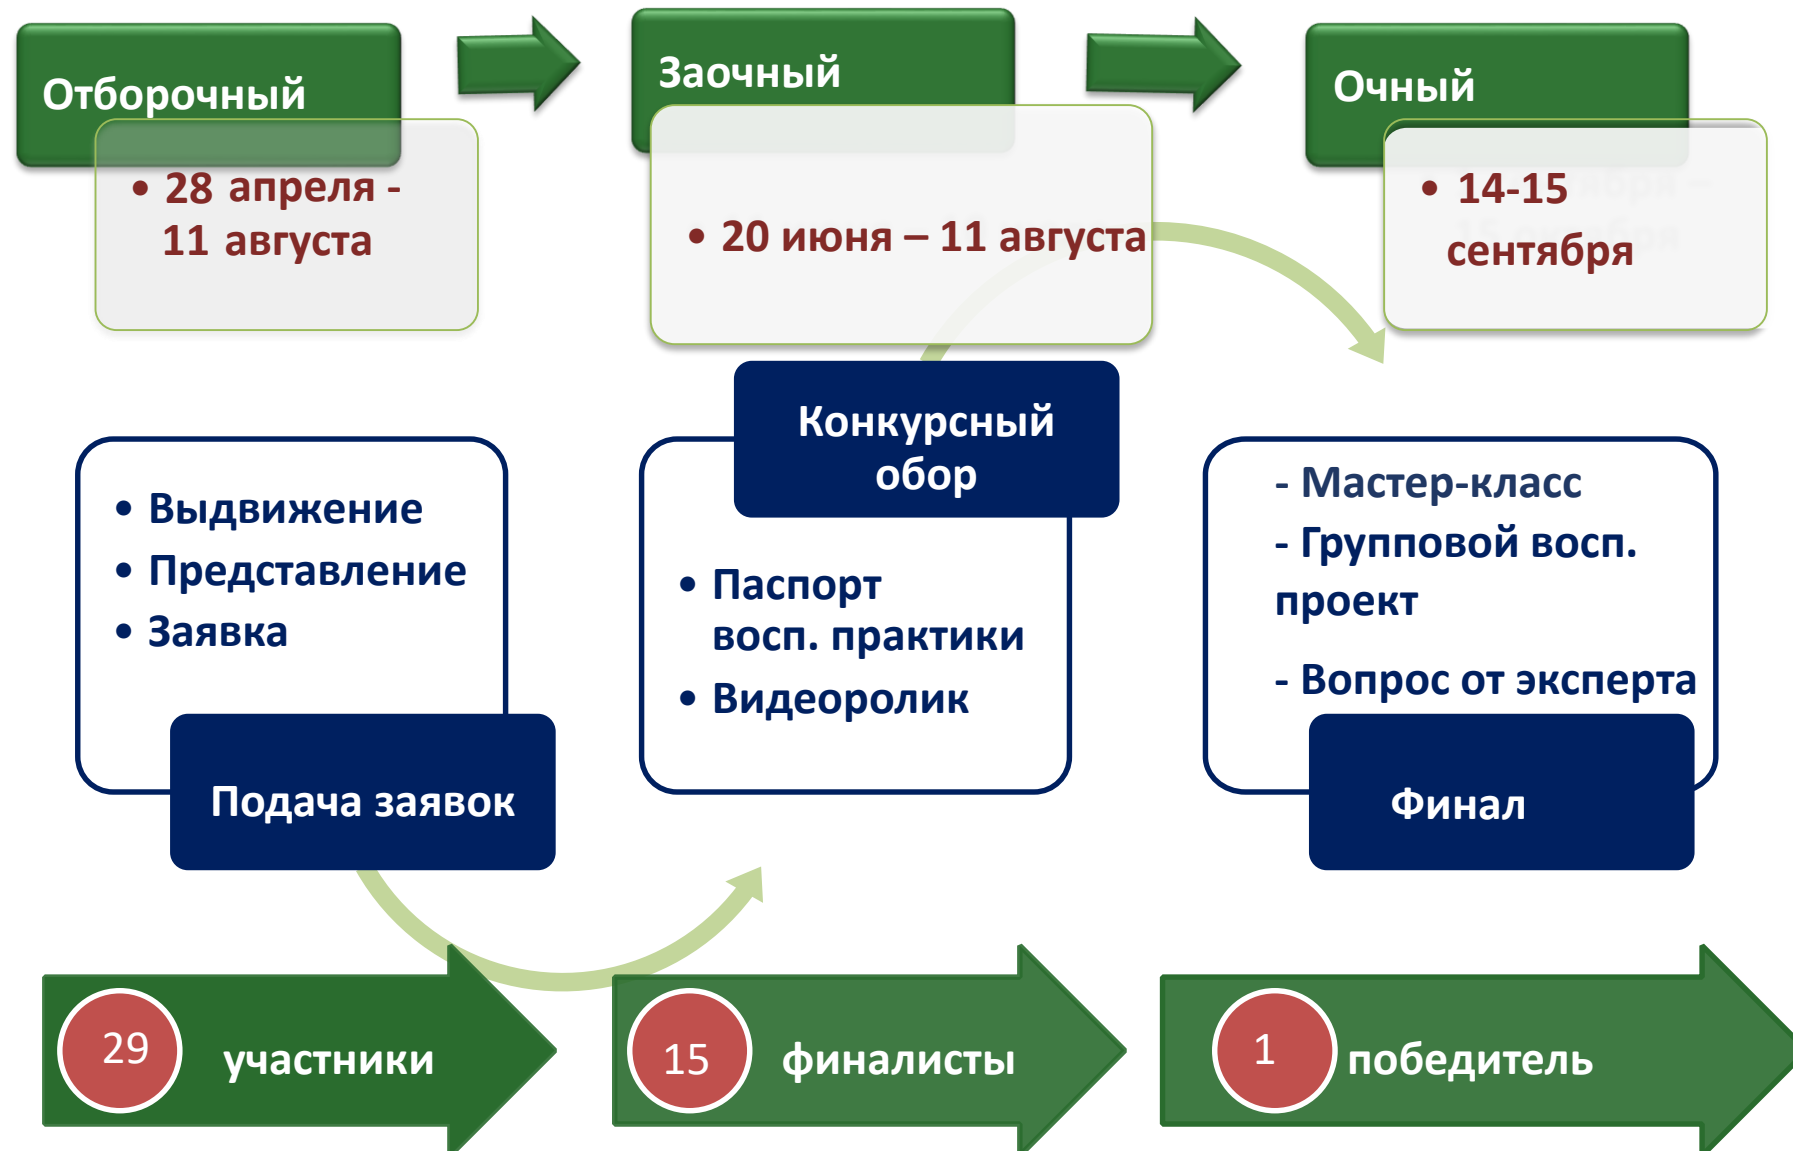 Отборочный
Заочный
Очный
• 28 апреля -
11 августа
• 20 июня – 11 августа
• 14-15
сентября
• Выдвижение
• Представление
• Заявка
Подача заявок
Конкурсный
обор
• Паспорт
восп. практики
• Видеоролик
- Мастер-класс
- Групповой восп.
проект
- Вопрос от эксперта
Финал
29
участники
15
финалисты
1
победитель